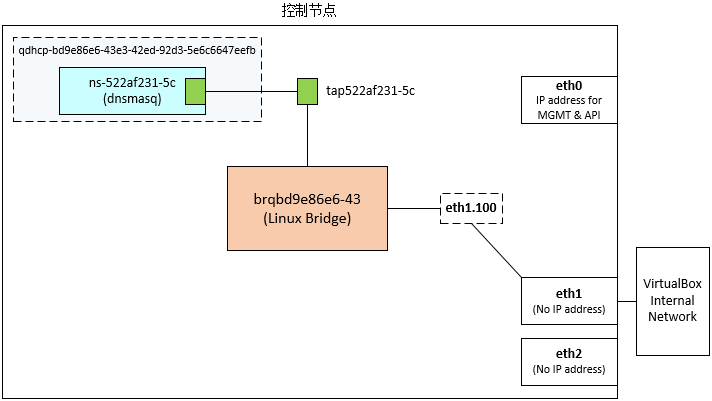 控制节点
qdhcp-bd9e86e6-43e3-42ed-92d3-5e6c6647eefb
ns-522af231-5c
(dnsmasq)
tap522af231-5c
eth0
IP address for
MGMT & API
brqbd9e86e6-43
(Linux Bridge)
eth1.100
eth1
(No IP address)
VirtualBox
Internal
Network
eth2
(No IP address)